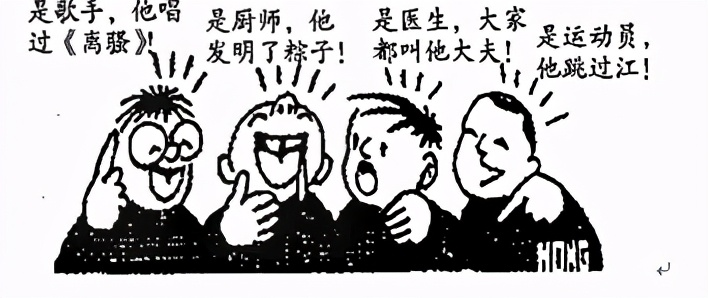 是歌手，他唱
过《离骚》！
是厨师，他
发明了粽子！
是医生，大家
都叫他大夫！
是运动员，
他跳过江！
HONG